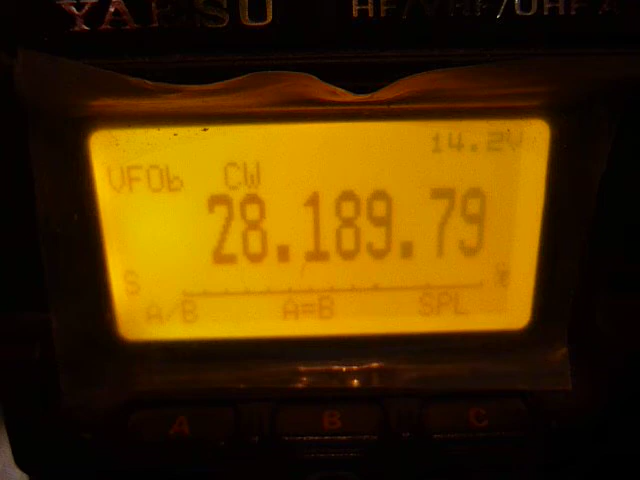 YAESU HF/VHF/UHF
14.2V
VFOb CW
28.189.79
S
A/B A=B SPL
A B C